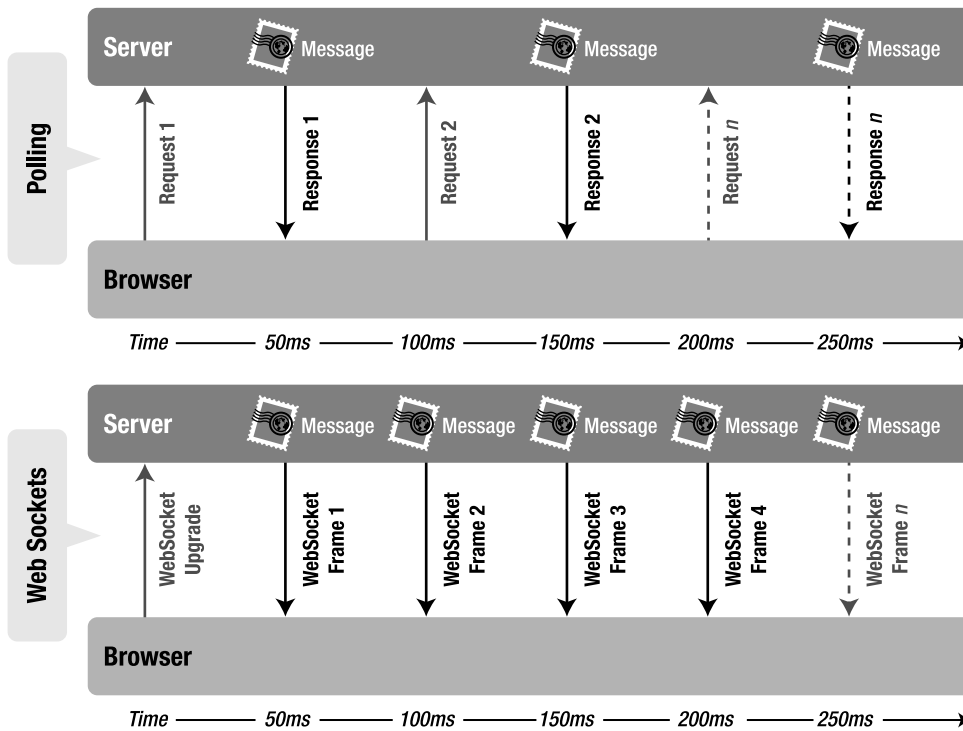 Polling
Server
Message
Message
Message
Request 1
Response 1
Request 2
Response 2
Request n
Response n
Browser
Time
50ms
100ms
150ms
200ms
250ms
Web Sockets
Server
Message
Message
Message
Message
Message
WebSocket
Upgrade
WebSocket
Frame 1
WebSocket
Frame 2
WebSocket
Frame 3
WebSocket
Frame 4
WebSocket
Frame n
Browser
Time
50ms
100ms
150ms
200ms
250ms